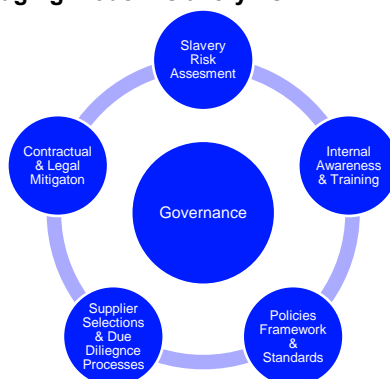 Slavery
Risk
Assesment
Internal
Awareness
& Training
Policies
Framework
&
Standards
Supplier
Selections
& Due
Diliegnce
Processes
Contractual
& Legal
Mitigaton
Governance